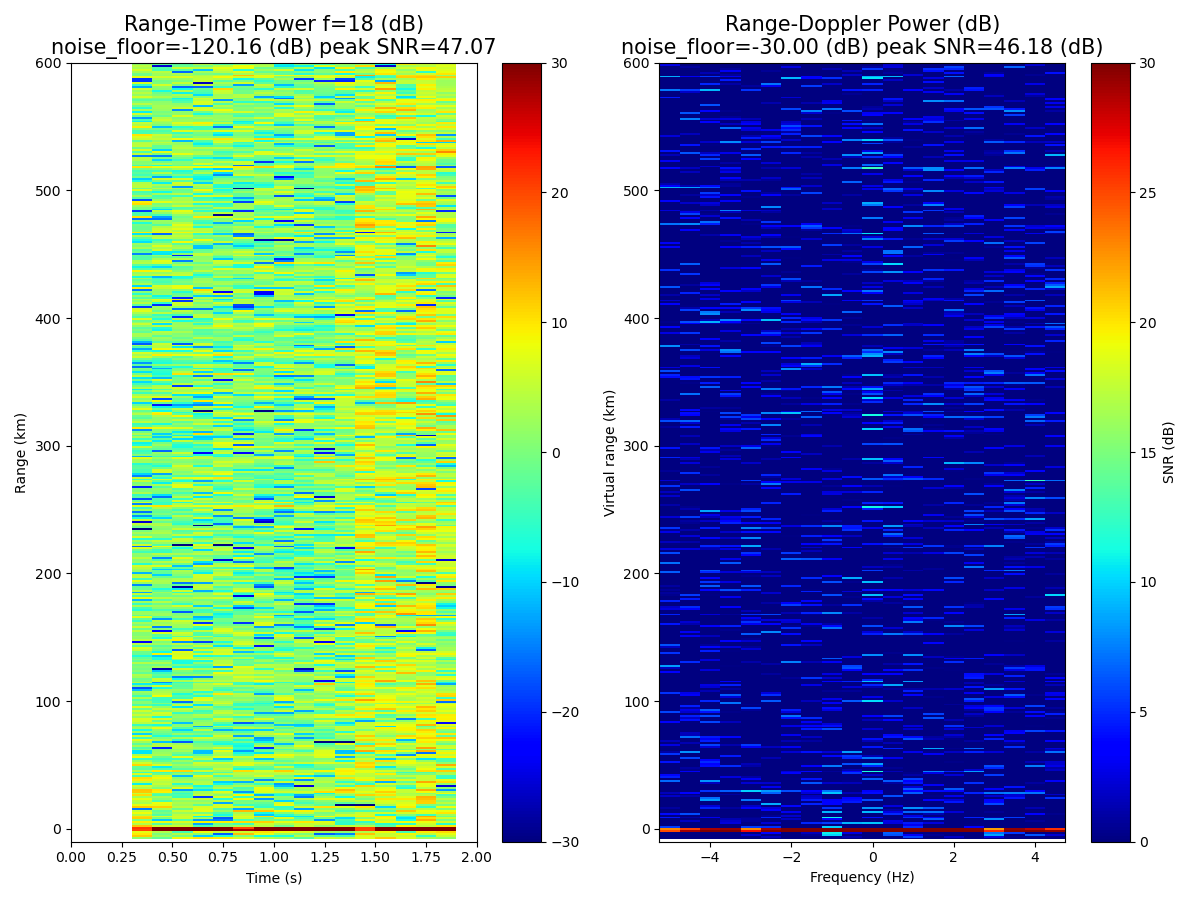 Range-Time Power f=18 (dB)
noise_floor=-120.16 (dB) peak SNR=47.07
600
500
400
300
200
100
0
Range (km)
0.00 0.25 0.50 0.75 1.00 1.25 1.50 1.75 2.00
Time (s)
30
20
10
0
−10
−20
−30
Range-Doppler Power (dB)
noise_floor=-30.00 (dB) peak SNR=46.18 (dB)
600
500
400
300
200
100
0
Virtual range (km)
−4 −2 0 2 4
Frequency (Hz)
30
25
20
15
10
5
0
SNR (dB)